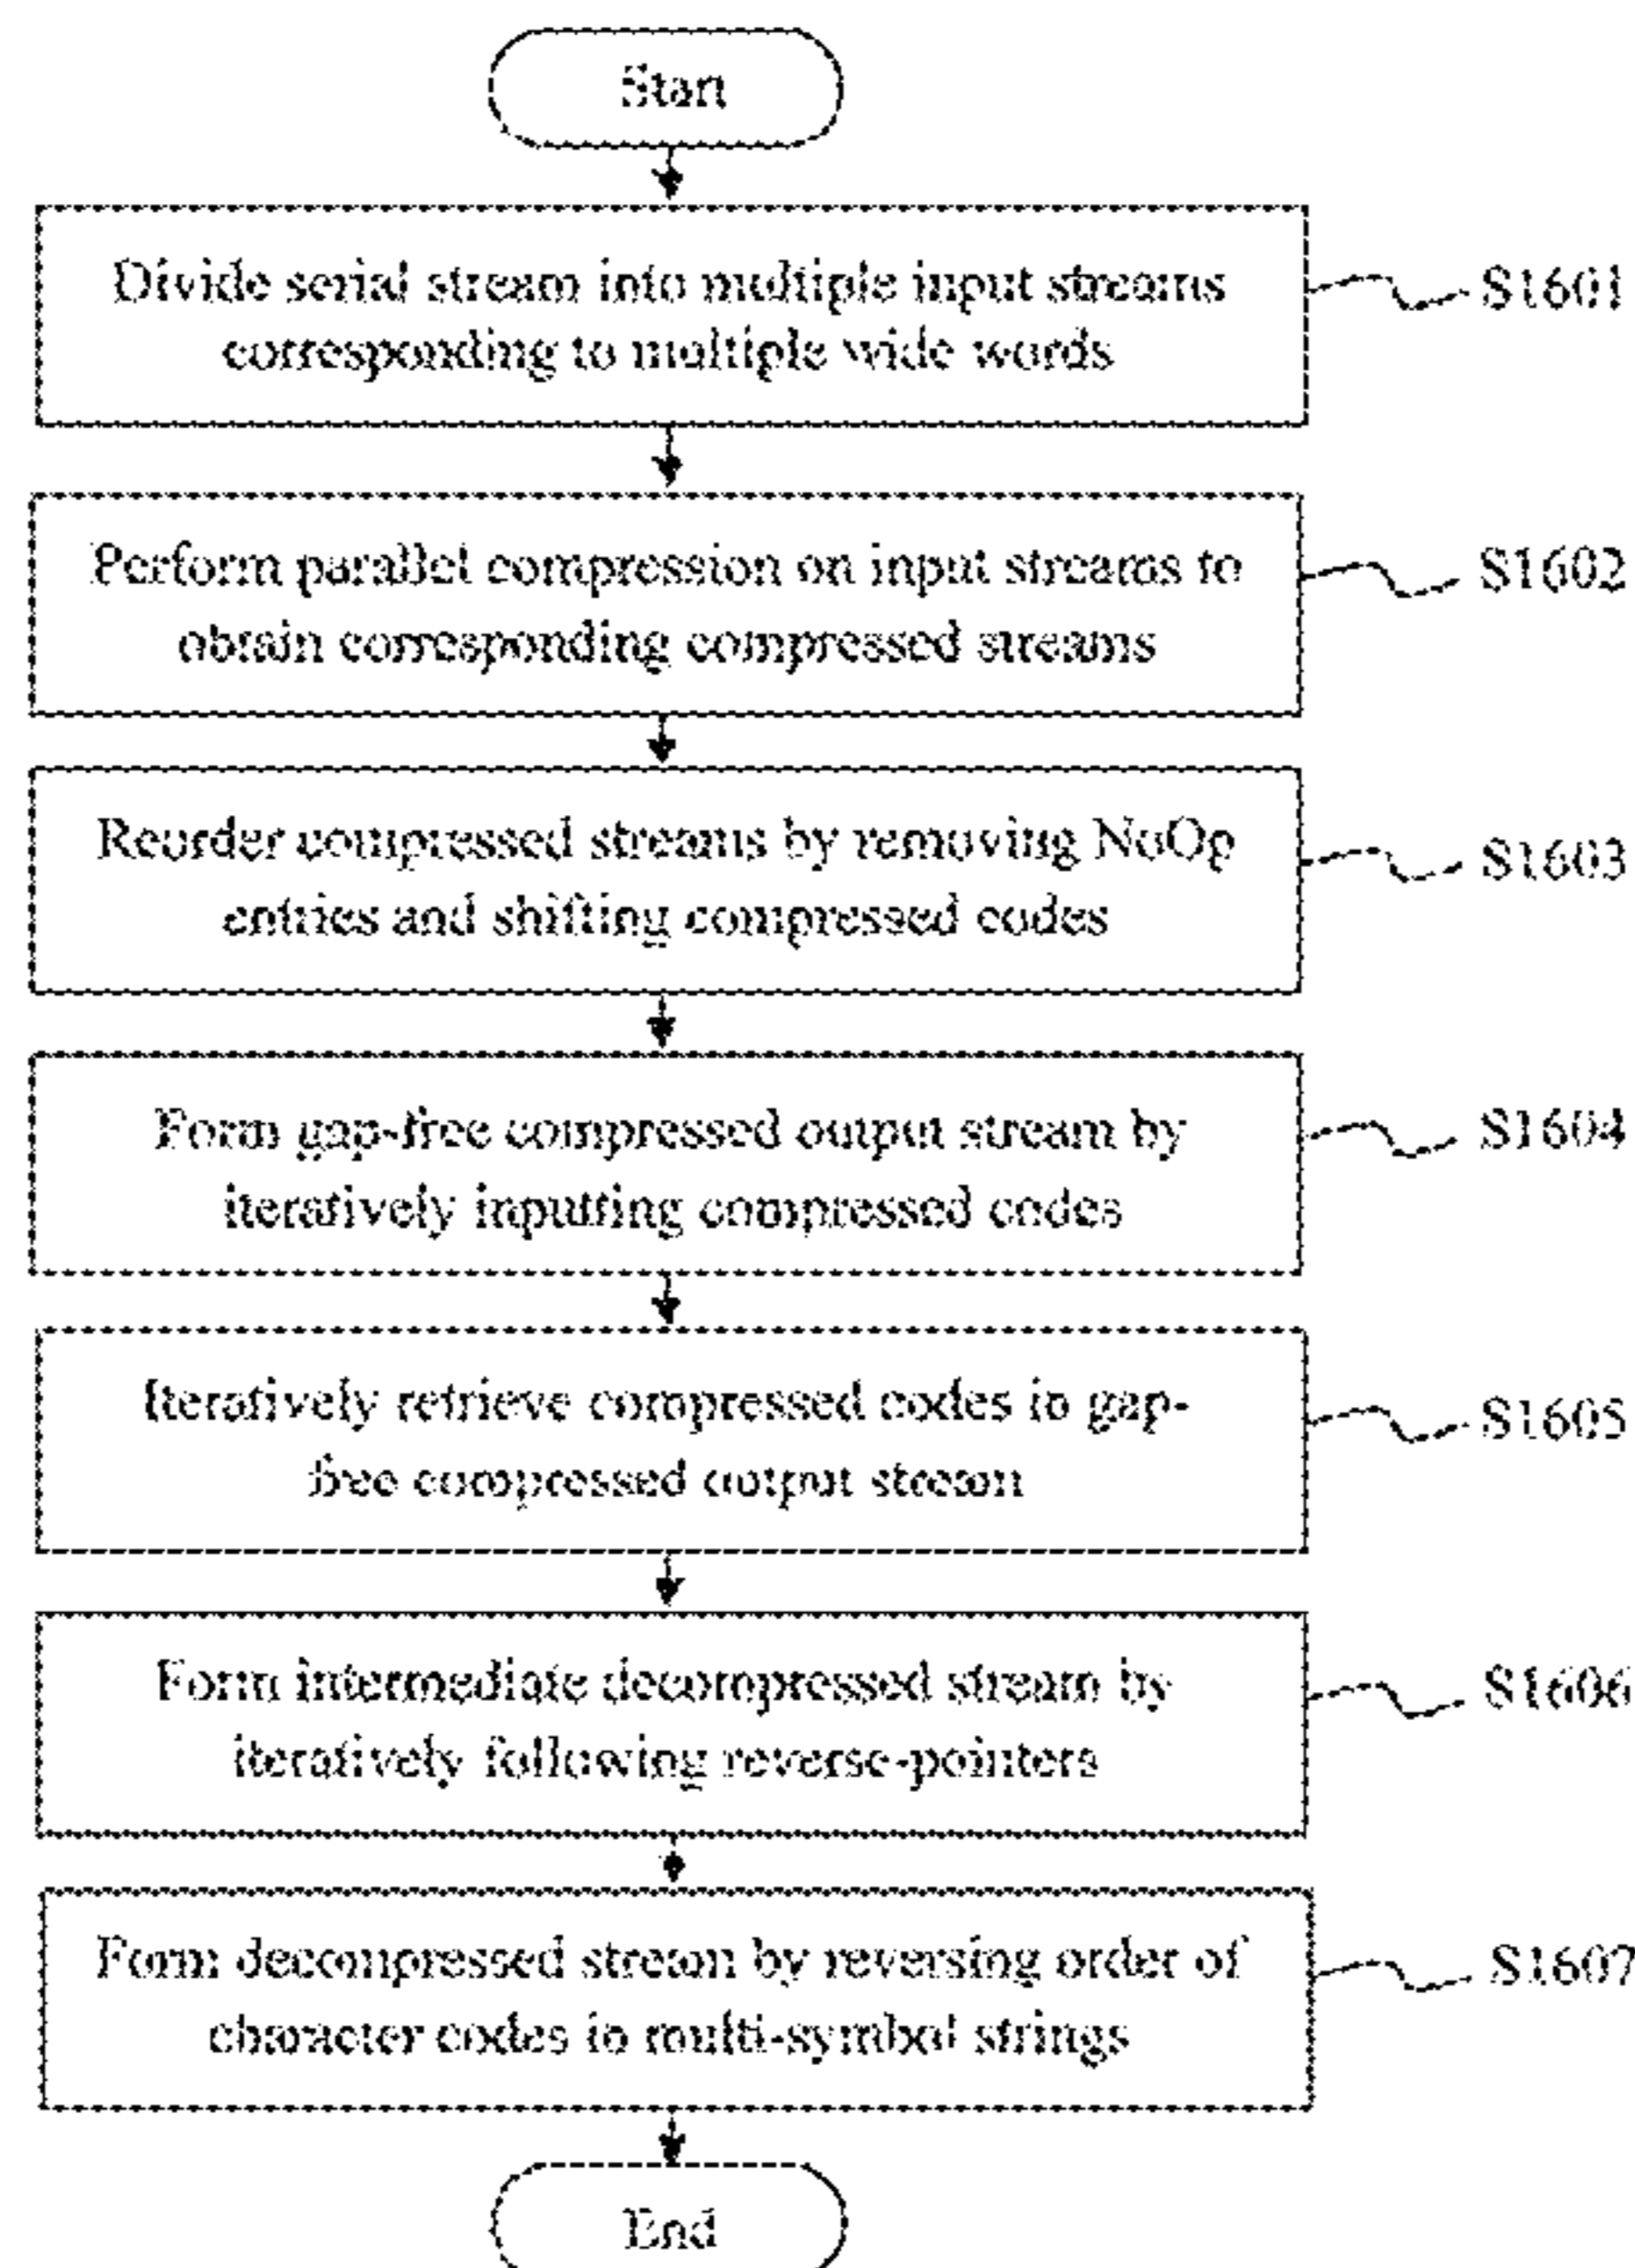 Start
Divide serial stream into multiple input streams
corresponding to multiple wide words
S1601
Perform parallel compression on input streams to
obtain corresponding compressed streams
S1602
Reorder compressed streams by removing NoOp
entries and shifting compressed codes
S1603
Form gap-free compressed output stream by
iteratively inputting compressed codes
S1604
Iteratively retrieve compressed codes in gap-
free compressed output stream
S1605
Form intermediate decompressed stream by
iteratively following reverse-pointers
S1606
Form decompressed stream by reversing order of
character codes in multi-symbol strings
S1607
End